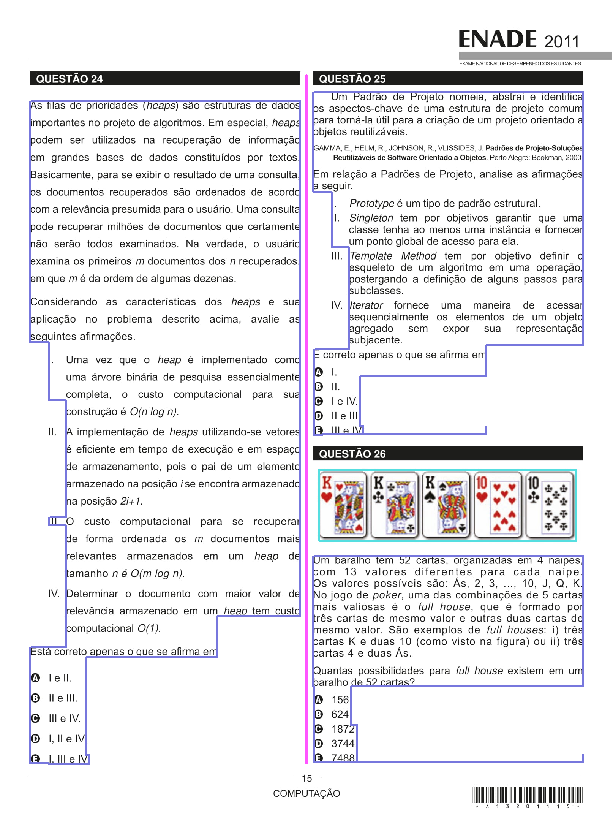 ENADE 2011
EXAME NACIONAL DE DESEMPENHO DOS ESTUDANTES
QUESTÃO 24
As filas de prioridades (heaps) são estruturas de dados
importantes no projeto de algoritmos. Em especial, heaps
podem ser utilizados na recuperação de informação
em grandes bases de dados constituídos por textos.
Basicamente, para se exibir o resultado de uma consulta,
os documentos recuperados são ordenados de acordo
com a relevância presumida para o usuário. Uma consulta
pode recuperar milhões de documentos que certamente
não serão todos examinados. Na verdade, o usuário
examina os primeiros m documentos dos n recuperados,
em que m é da ordem de algumas dezenas.
Considerando as características dos heaps e sua
aplicação no problema descrito acima, avalie as
seguintes afirmações.
I. Uma vez que o heap é implementado como
uma árvore binária de pesquisa essencialmente
completa, o custo computacional para sua
construção é O(n log n).
II. A implementação de heaps utilizando-se vetores
é eficiente em tempo de execução e em espaço
de armazenamento, pois o pai de um elemento
armazenado na posição i se encontra armazenado
na posição 2i+1.
III. O custo computacional para se recuperar
de forma ordenada os m documentos mais
relevantes armazenados em um heap de
tamanho n é O(m log n).
IV. Determinar o documento com maior valor de
relevância armazenado em um heap tem custo
computacional O(1).
Está correto apenas o que se afirma em
A I e II.
B II e III.
C III e IV.
D I, II e IV
E I, III e IV
QUESTÃO 25
Um Padrão de Projeto nomeia, abstrai e identifica
os aspectos-chave de uma estrutura de projeto comum
para torná-la útil para a criação de um projeto orientado a
objetos reutilizáveis.
GAMMA, E., HELM, R., JOHNSON, R., VLISSIDES, J. Padrões de Projeto-Soluções
Reutilizáveis de Software Orientado a Objetos. Porto Alegre: Bookman, 2000.
Em relação a Padrões de Projeto, analise as afirmações
a seguir.
I. Prototype é um tipo de padrão estrutural.
II. Singleton tem por objetivos garantir que uma
classe tenha ao menos uma instância e fornecer
um ponto global de acesso para ela.
III. Template Method tem por objetivo definir o
esqueleto de um algoritmo em uma operação,
postergando a definição de alguns passos para
subclasses.
IV. Iterator fornece uma maneira de acessar
sequencialmente os elementos de um objeto
agregado sem expor sua representação
subjacente.
É correto apenas o que se afirma em
A I.
B II.
C I e IV.
D II e III.
E III e IV.
QUESTÃO 26
K K K 10 10
Um baralho tem 52 cartas, organizadas em 4 naipes,
com 13 valores diferentes para cada naipe.
Os valores possíveis são: Ás, 2, 3, ..., 10, J, Q, K.
No jogo de poker, uma das combinações de 5 cartas
mais valiosas é o full house, que é formado por
três cartas de mesmo valor e outras duas cartas de
mesmo valor. São exemplos de full houses: i) três
cartas K e duas 10 (como visto na figura) ou ii) três
cartas 4 e duas Ás.
Quantas possibilidades para full house existem em um
baralho de 52 cartas?
A 156
B 624
C 1872
D 3744
E 7488
15
COMPUTAÇÃO